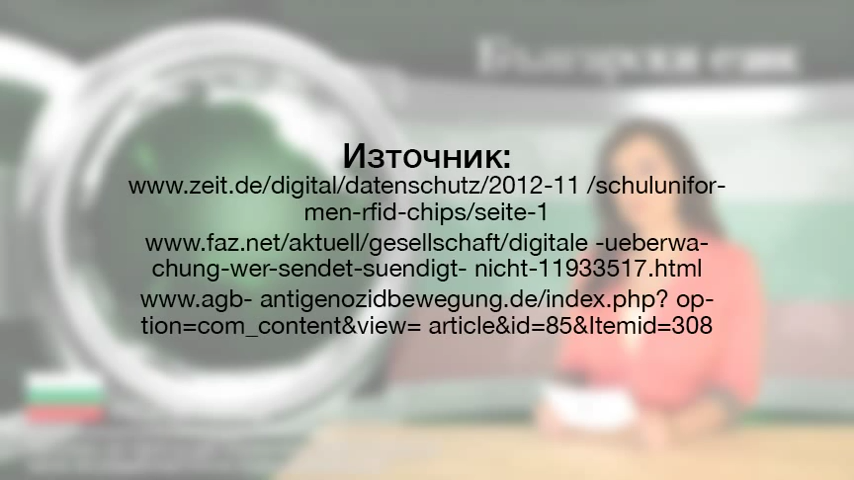 Български език
Източник:
www.zeit.de/digital/datenschutz/2012-11 /schulunifor-
men-rfid-chips/seite-1
www.faz.net/aktuell/gesellschaft/digitale -ueberwa-
chung-wer-sendet-suendigt- nicht-11933517.html
www.agb- antigenozidbewegung.de/index.php? op-
tion=com_content&view= article&id=85&Itemid=308